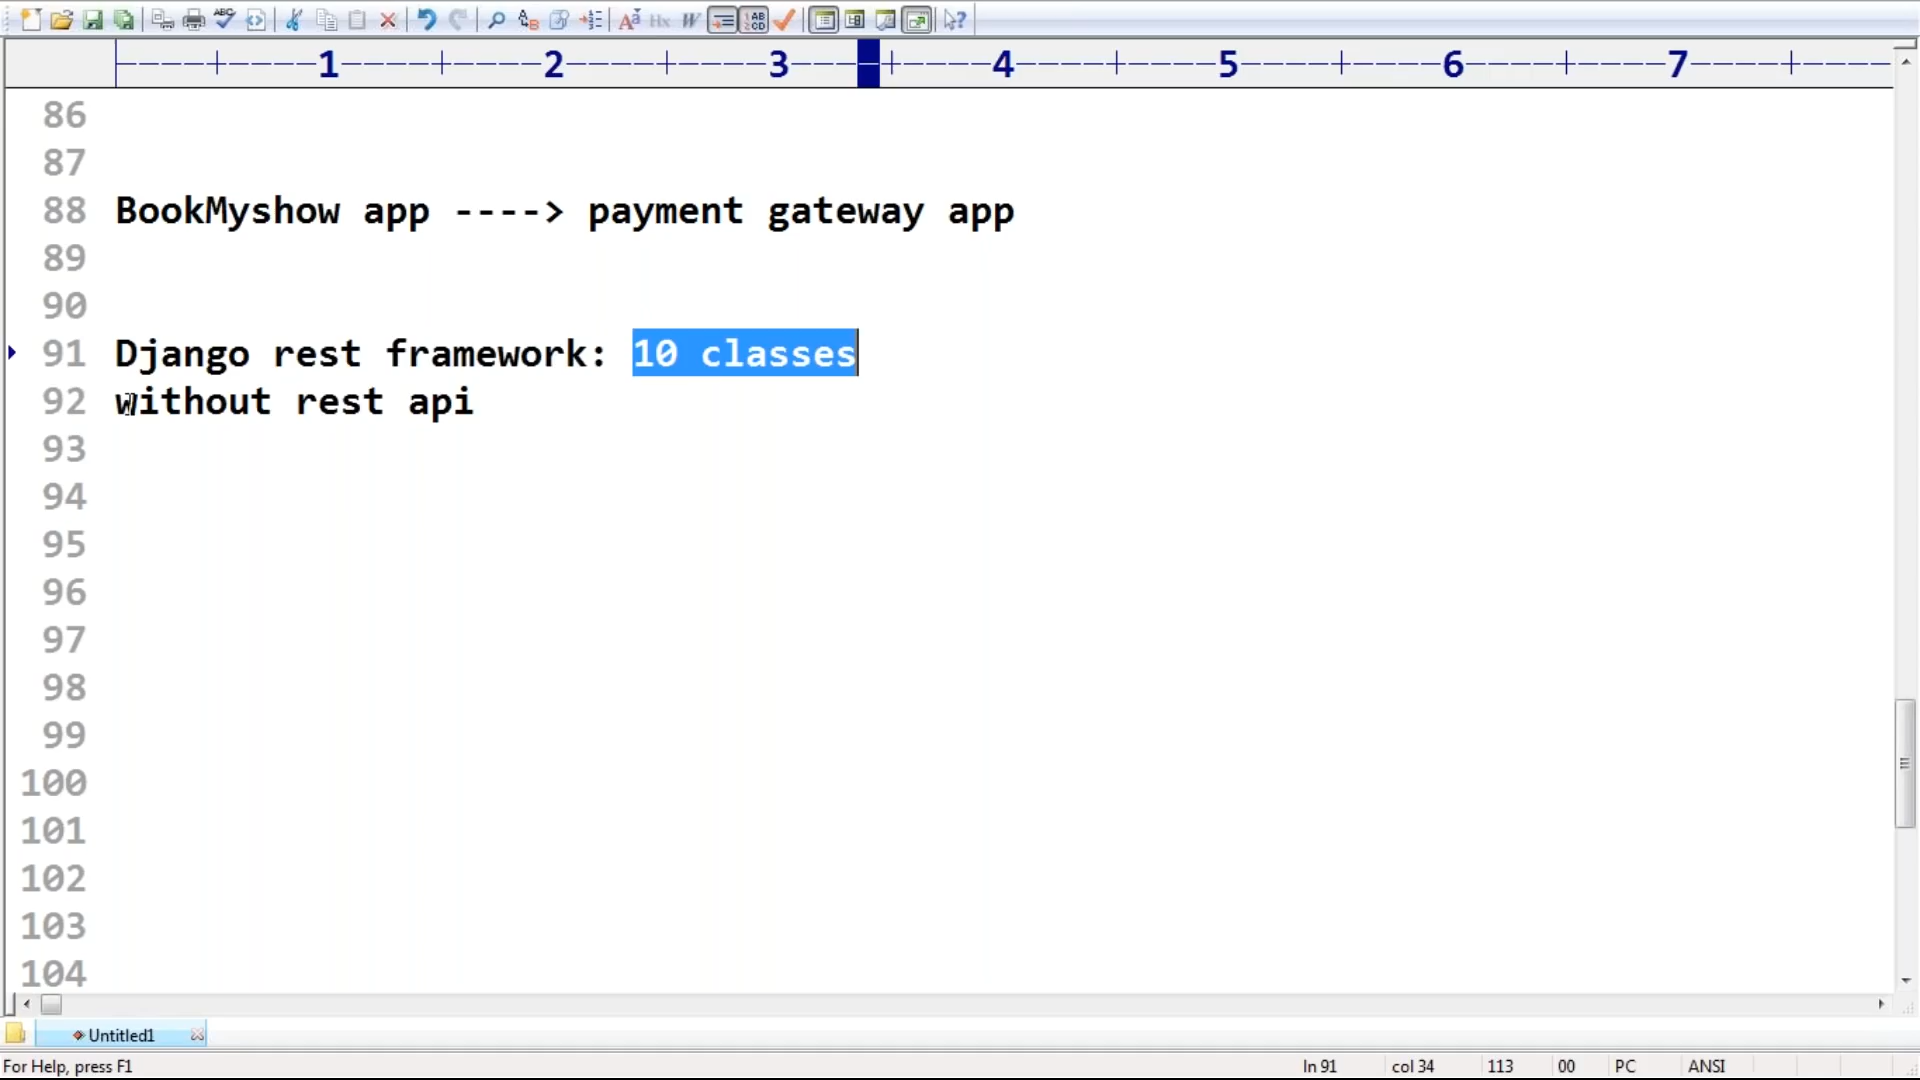 1 2 3 4 5 6 7
86
87
88 BookMyshow app ----> payment gateway app
89
90
91 Django rest framework: 10 classes
92 without rest api
93
94
95
96
97
98
99
100
101
102
103
104
Untitled1
For Help, press F1 ln 91 col 34 113 00 PC ANSI